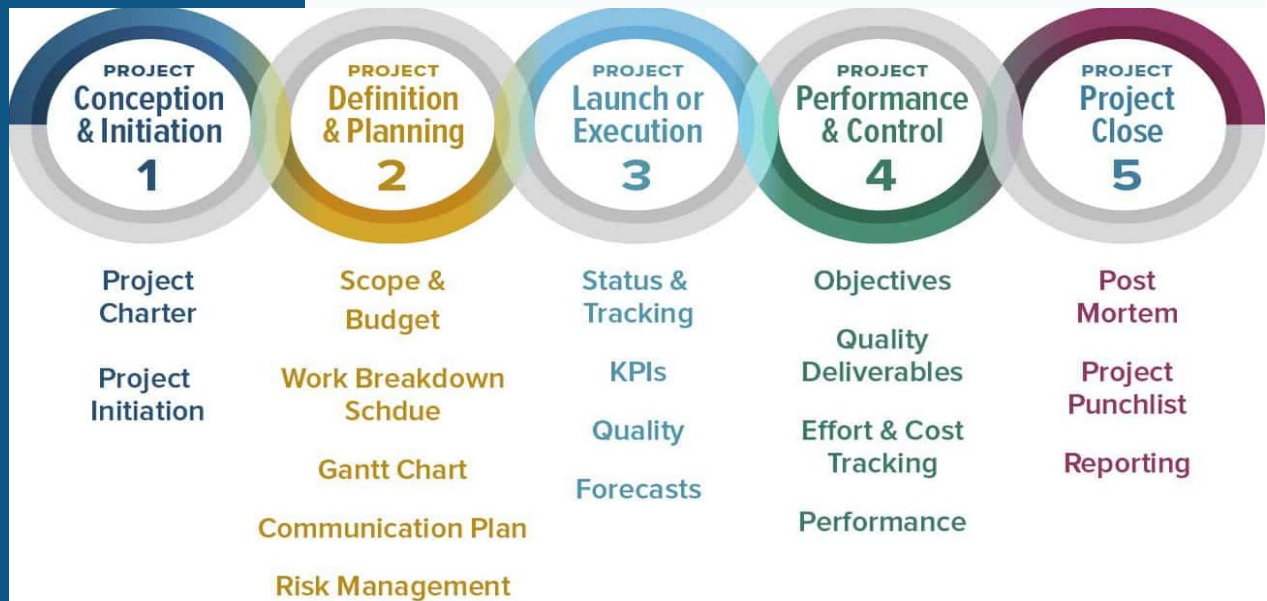 PROJECT
Conception
& Initiation
1
PROJECT
Definition
& Planning
2
PROJECT
Launch or
Execution
3
PROJECT
Performance
& Control
4
PROJECT
Project
Close
5
Project
Charter
Project
Initiation
Scope &
Budget
Work Breakdown
Schdue
Gantt Chart
Communication Plan
Risk Management
Status &
Tracking
KPIs
Quality
Forecasts
Objectives
Quality
Deliverables
Effort & Cost
Tracking
Performance
Post
Mortem
Project
Punchlist
Reporting